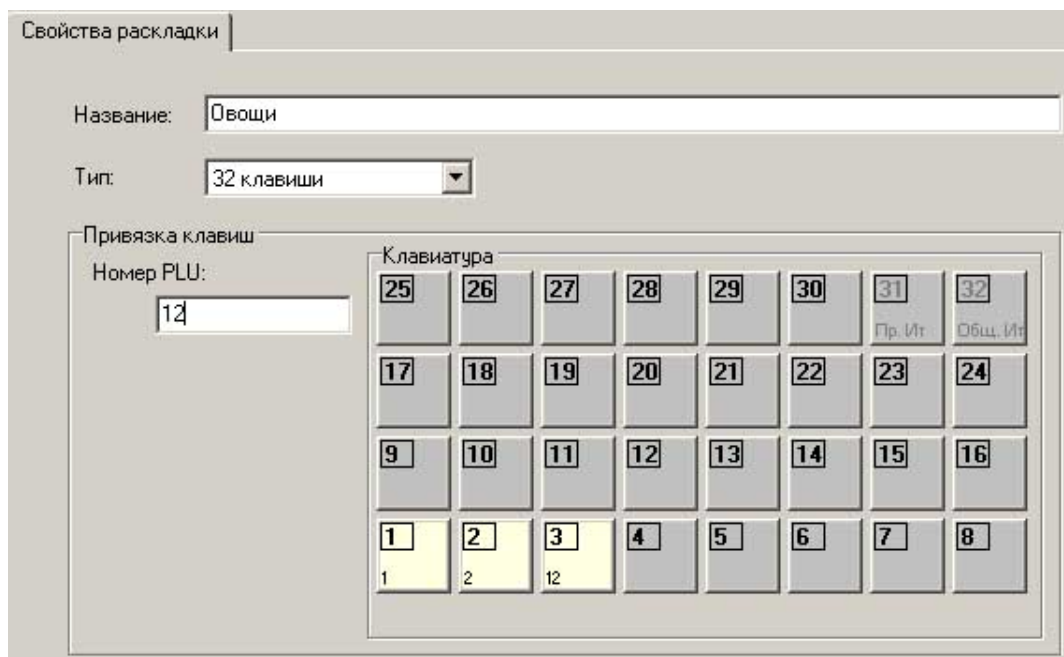 Свойства раскладки
Название: Овощи
Тип: 32 клавиши
Привязка клавиш
Номер PLU:
12
Клавиатура
25 26 27 28 29 30 31 32
Пр. Ит Общ. Ит
17 18 19 20 21 22 23 24
9 10 11 12 13 14 15 16
1 2 3 4 5 6 7 8
1 2 12